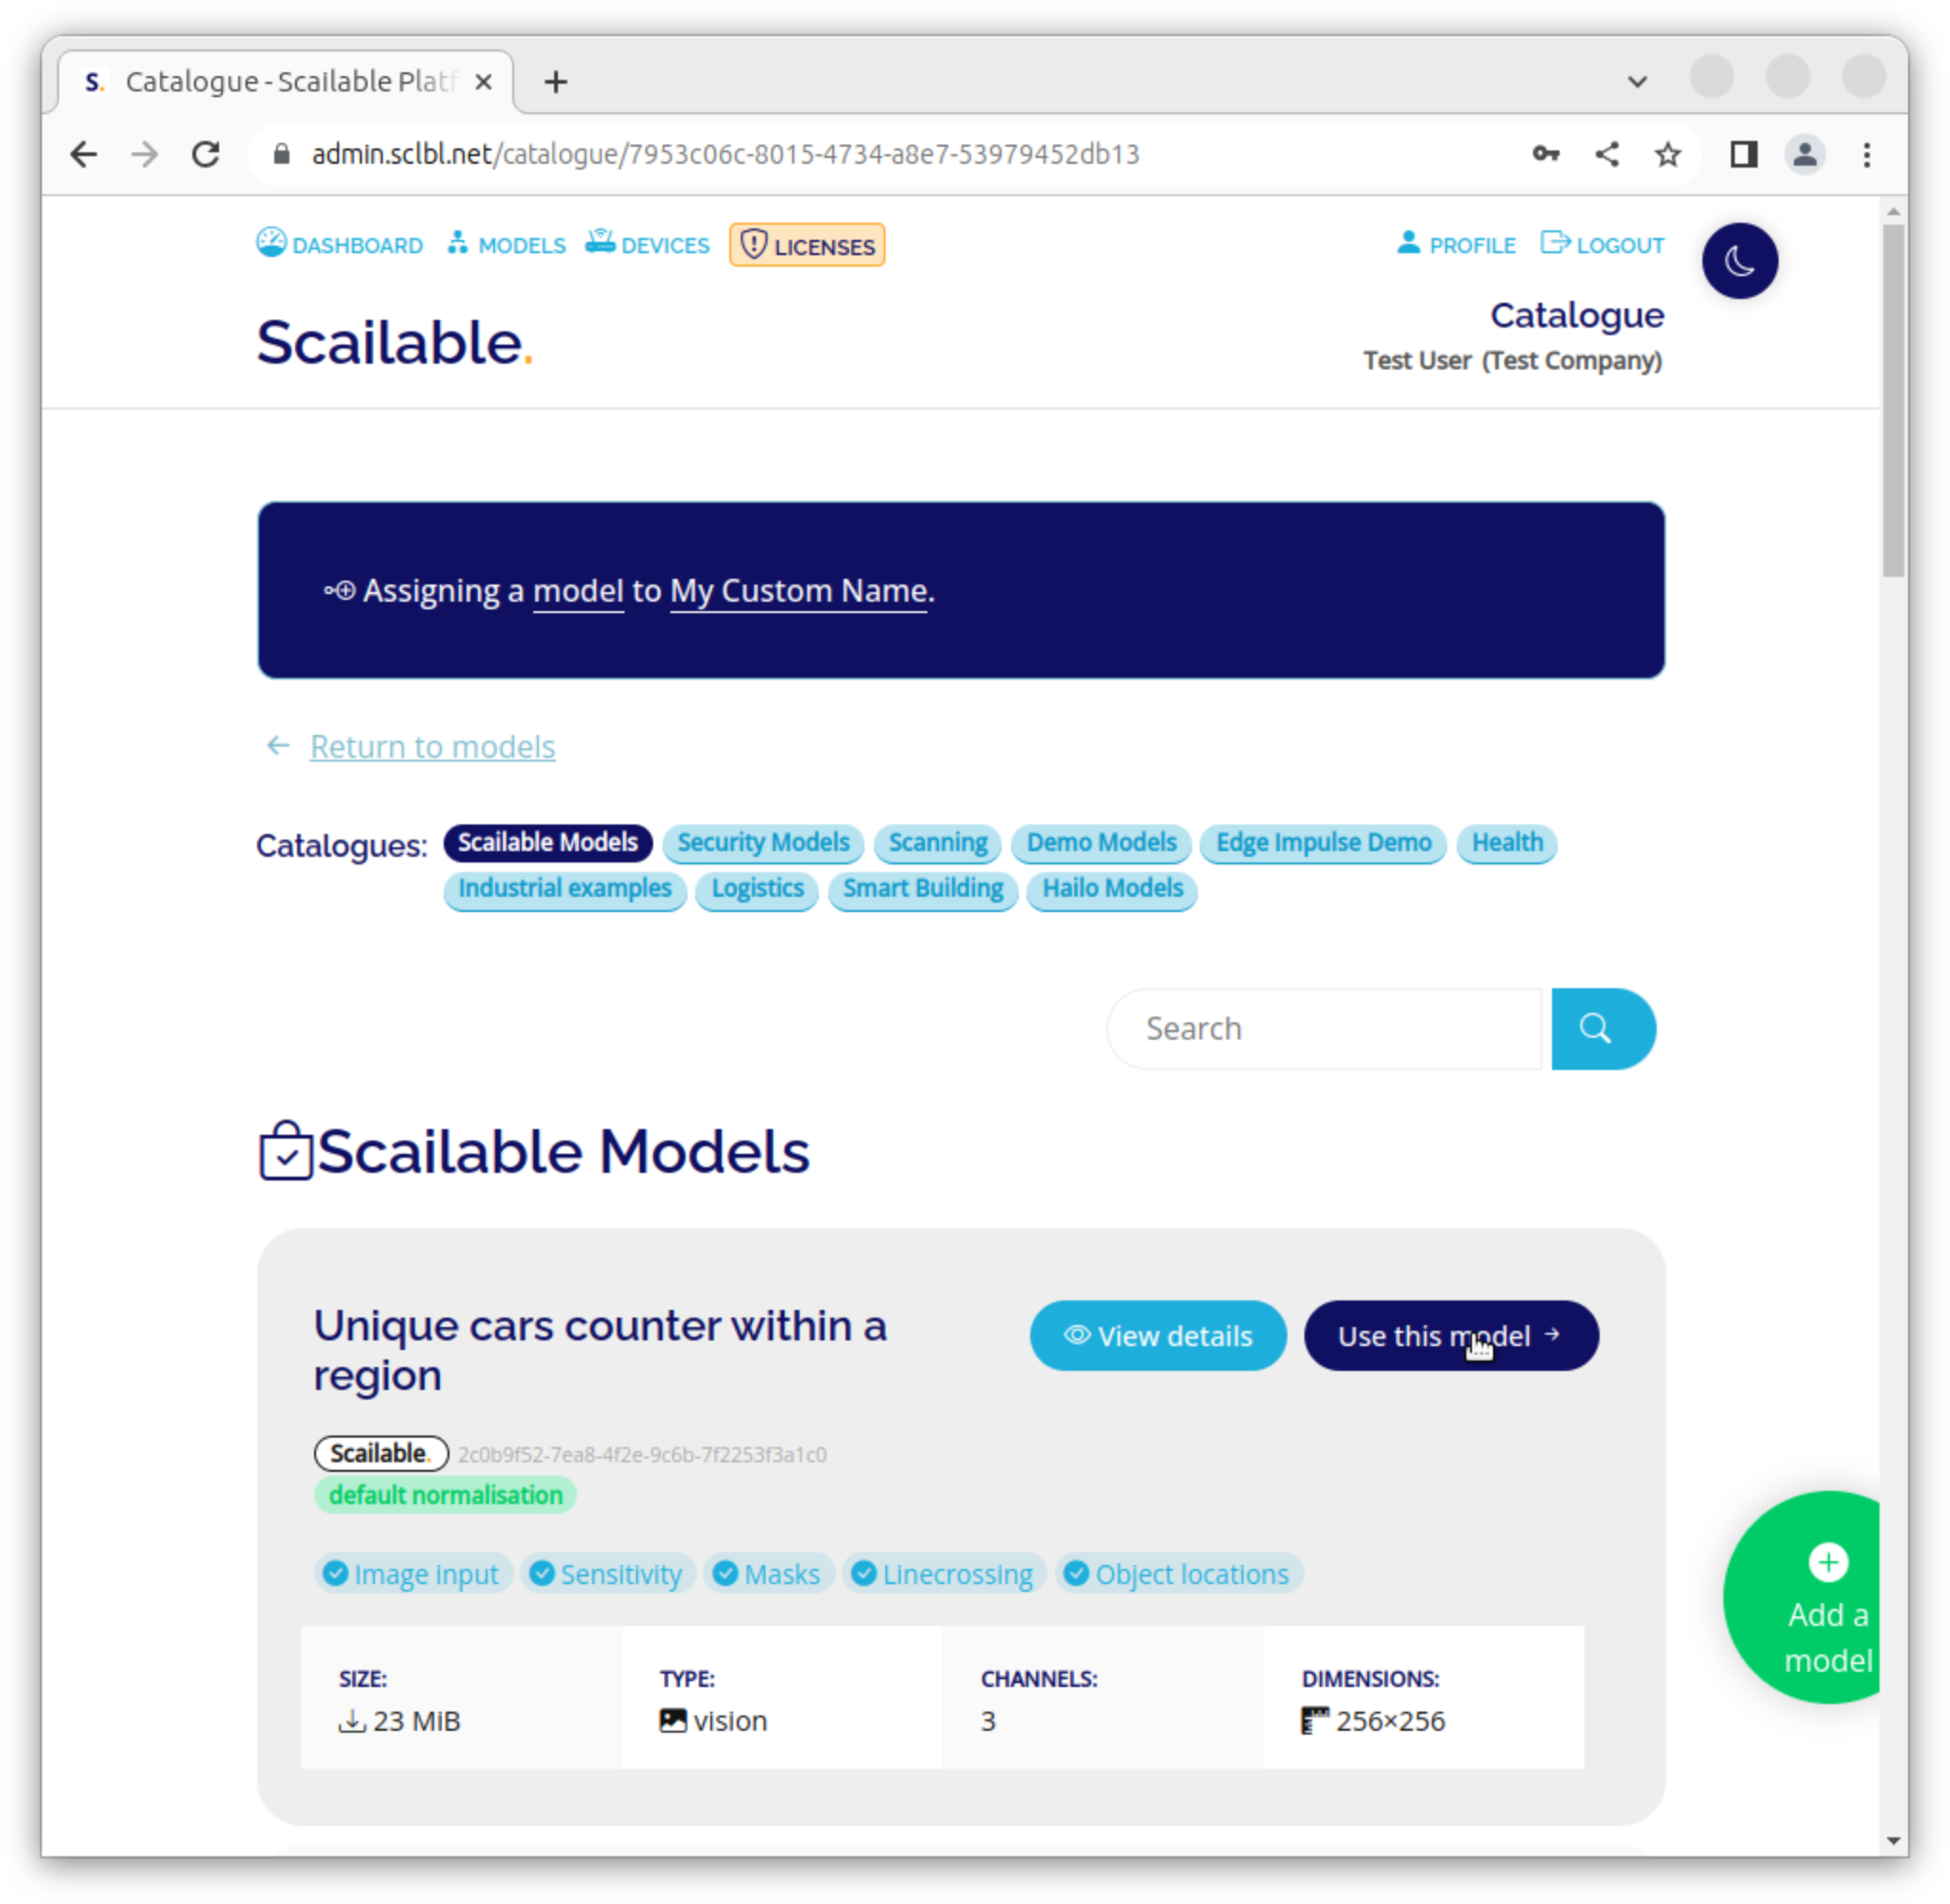 S. Catalogue - Scailable Platf
admin.sclbl.net/catalogue/7953c06c-8015-4734-a8e7-53979452db13
DASHBOARD MODELS DEVICES LICENSES PROFILE LOGOUT
Catalogue
Scailable.
Test User (Test Company)
Assigning a model to My Custom Name.
Return to models
Catalogues: Scailable Models Security Models Scanning Demo Models Edge Impulse Demo Health
Industrial examples Logistics Smart Building Hailo Models
Search
Scailable Models
Unique cars counter within a
region
View details Use this model
Scailable. 2c0b9f52-7ea8-4f2e-9c6b-7f2253f3a1c0
default normalisation
Image input Sensitivity Masks Linecrossing Object locations
Add a
model
SIZE: TYPE: CHANNELS: DIMENSIONS:
23 MiB vision 3 256×256